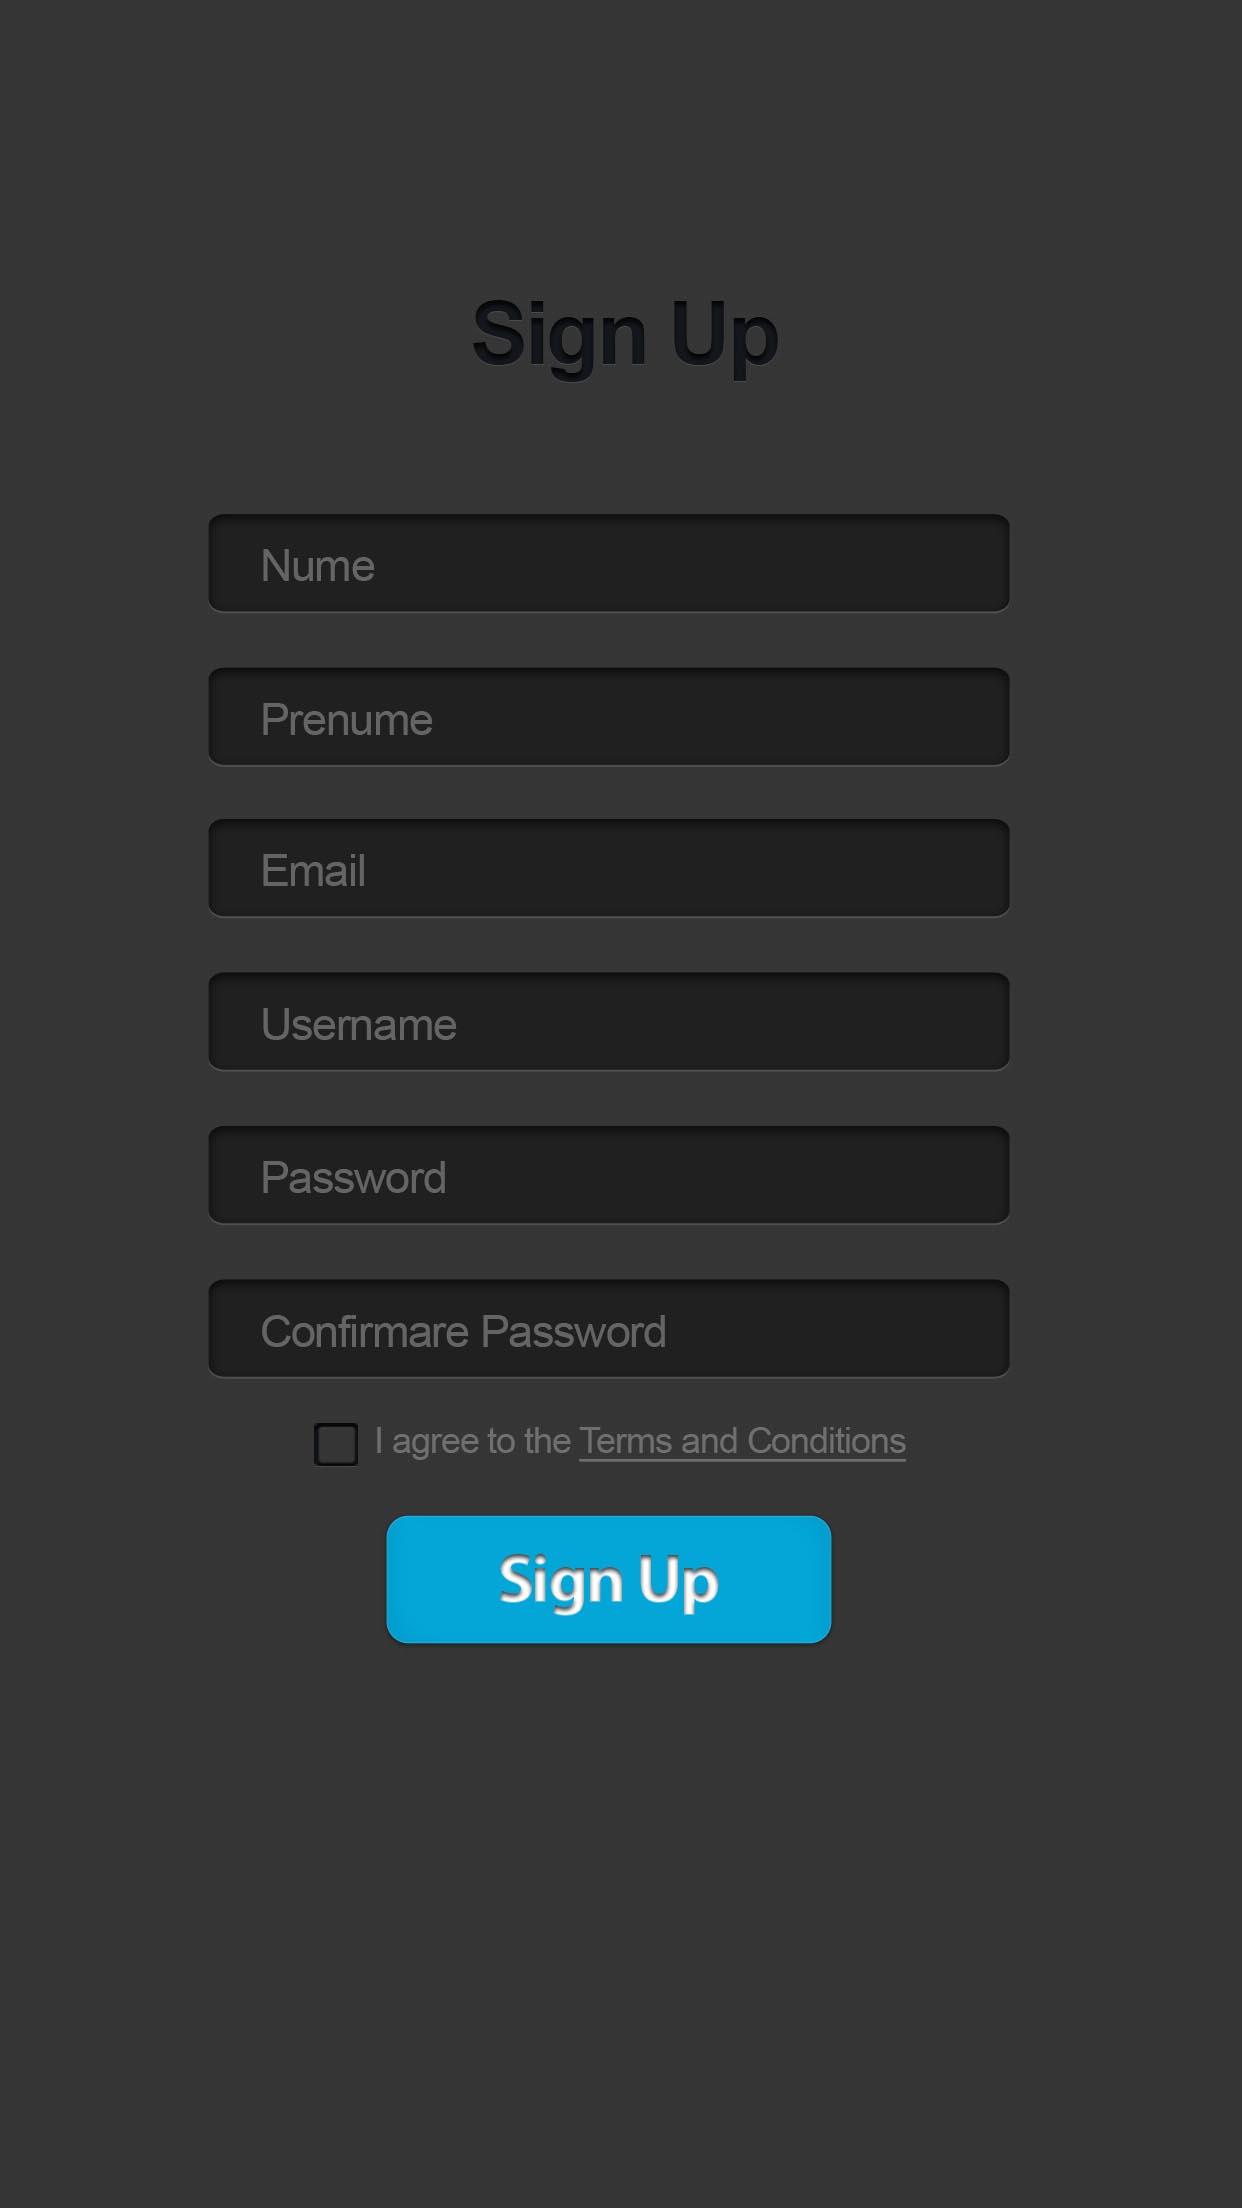 Sign Up
Nume
Prenume
Email
Username
Password
Confirmare Password
I agree to the Terms and Conditions
Sign Up